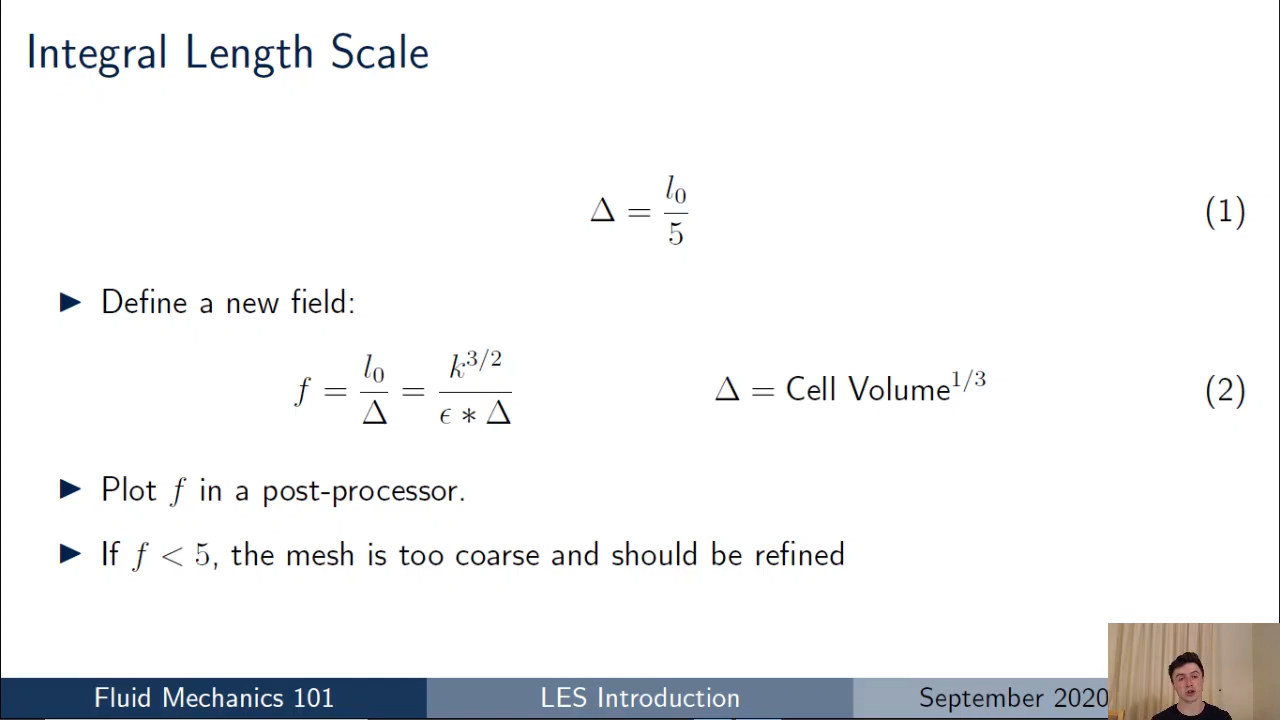 Integral Length Scale
Δ = l₀/5 (1)
▶ Define a new field:
f = l₀/Δ = k^{3/2}/(ϵ ∗ Δ) Δ = Cell Volume^{1/3} (2)
▶ Plot f in a post-processor.
▶ If f < 5, the mesh is too coarse and should be refined
Fluid Mechanics 101 LES Introduction September 2020